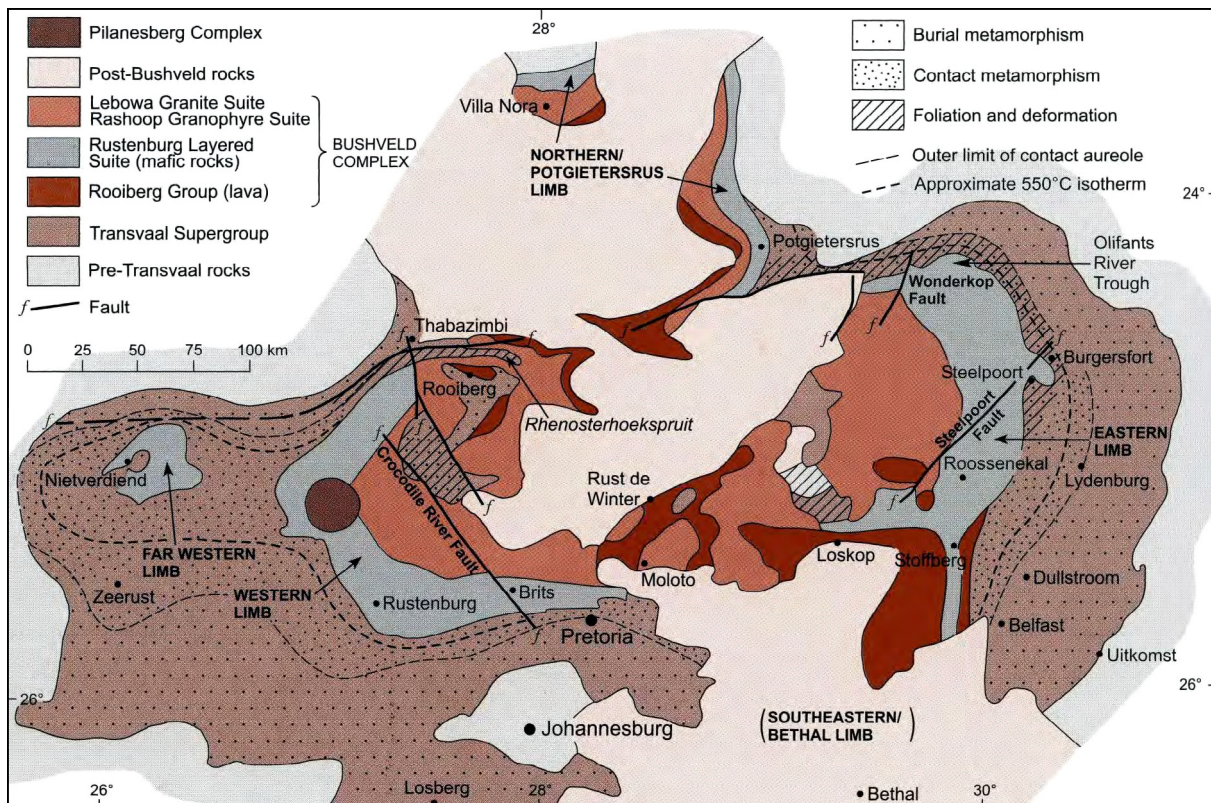 28°
Pilanesberg Complex
Post-Bushveld rocks
Lebowa Granite Suite
Rashoop Granophyre Suite
Rustenburg Layered
Suite (mafic rocks)
Rooiberg Group (lava)
BUSHVELD
COMPLEX
Transvaal Supergroup
Pre-Transvaal rocks
f
Fault
0 25 50 75 100 km
Burial metamorphism
Contact metamorphism
Foliation and deformation
Outer limit of contact aureole
Approximate 550°C isotherm
24°
Villa Nora
NORTHERN/
POTGIETERSRUS
LIMB
Potgietersrus
Olifants
River
Trough
Wonderkop
Fault
f
f
f
Thabazimbi
f
f
f
Burgersfort
Steelpoort
Rooiberg
Rhenosterhoekspruit
Steelpoort
Fault
f
f
f
f
EASTERN
LIMB
Nietverdiend
Crocodile River Fault
Rust de
Winter
Roossenekal
Lydenburg
FAR WESTERN
LIMB
Loskop
Stoffberg
Moloto
Dullstroom
Zeerust
WESTERN
LIMB
Rustenburg
Brits
f
Pretoria
Belfast
Uitkomst
26°
26°
Johannesburg
(SOUTHEASTERN/
BETHAL LIMB)
Losberg
Bethal
26°
28°
30°